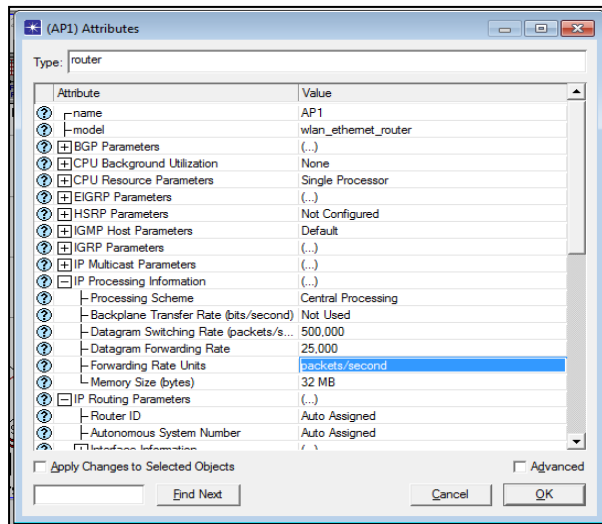 (AP1) Attributes
Type: router
Attribute Value
name AP1
model wlan_ethernet_router
BGP Parameters (...)
CPU Background Utilization None
CPU Resource Parameters Single Processor
EIGRP Parameters (...)
HSRP Parameters Not Configured
IGMP Host Parameters Default
IGRP Parameters (...)
IP Multicast Parameters (...)
IP Processing Information (...)
Processing Scheme Central Processing
Backplane Transfer Rate (bits/second) Not Used
Datagram Switching Rate (packets/s... 500,000
Datagram Forwarding Rate 25,000
Forwarding Rate Units packets/second
Memory Size (bytes) 32 MB
IP Routing Parameters (...)
Router ID Auto Assigned
Autonomous System Number Auto Assigned
Interface Information (...)
Apply Changes to Selected Objects Advanced
Find Next Cancel OK